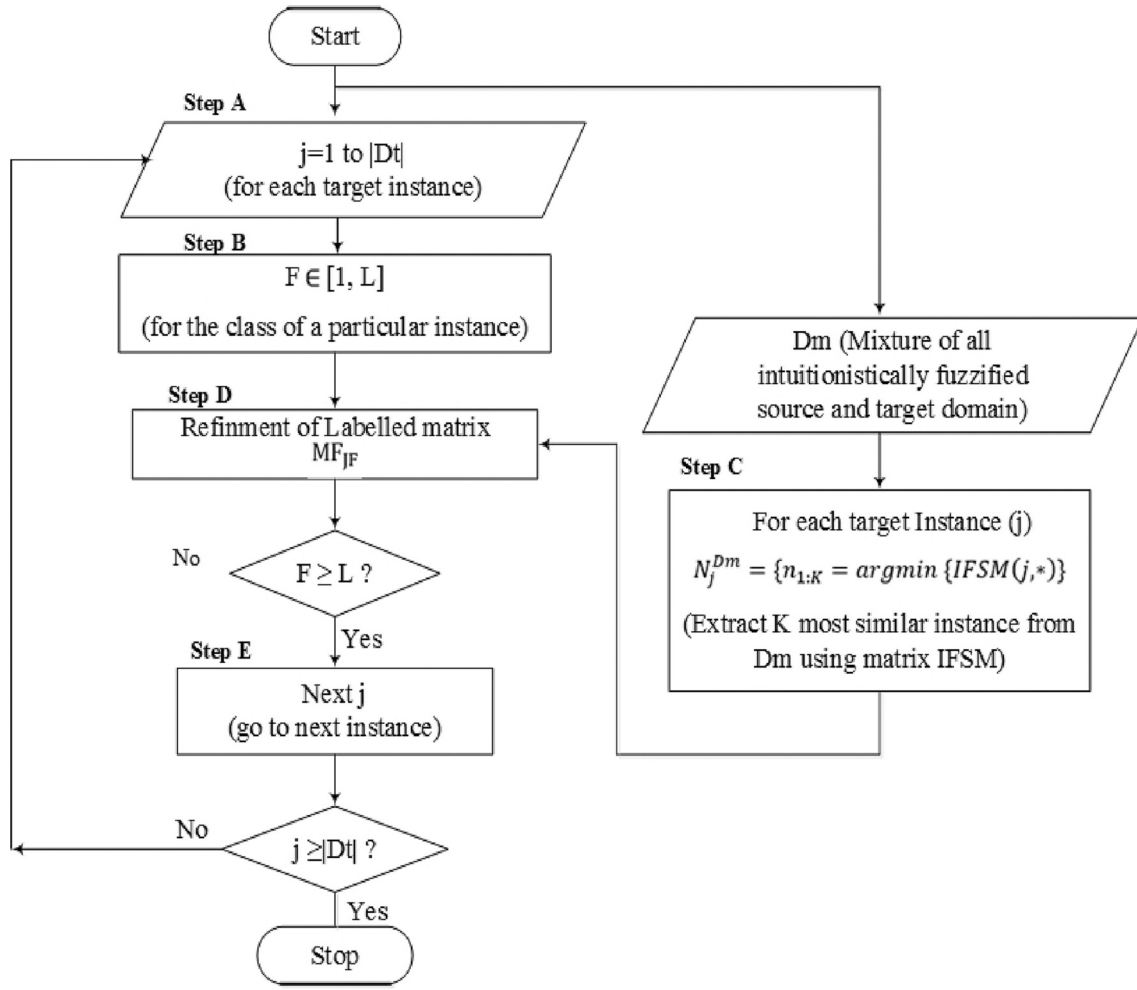 Start
Step A
j=1 to |Dt|
(for each target instance)
Step B
F ∈ [1, L]
(for the class of a particular instance)
Step D
Refinment of Labelled matrix
MF_JF
No
F ≥ L ?
Yes
Step E
Next j
(go to next instance)
No
j ≥|Dt| ?
Yes
Stop
Dm (Mixture of all
intuitionistically fuzzified
source and target domain)
Step C
For each target Instance (j)
N_j^{Dm} = {n_{1:K} = argmin {IFSM(j,*)}
(Extract K most similar instance from
Dm using matrix IFSM)